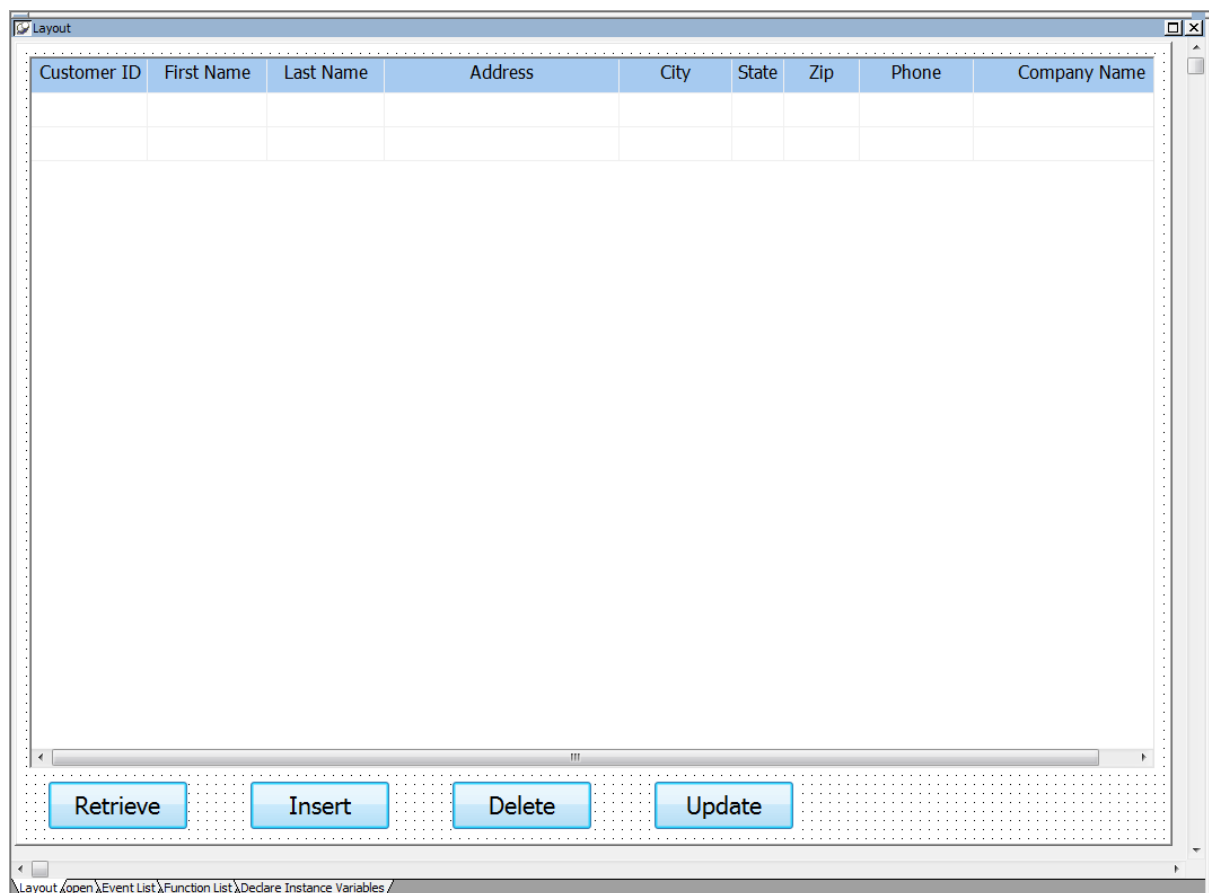 Layout
Customer ID First Name Last Name Address City State Zip Phone Company Name
Retrieve Insert Delete Update
Layout open Event List Function List Declare Instance Variables